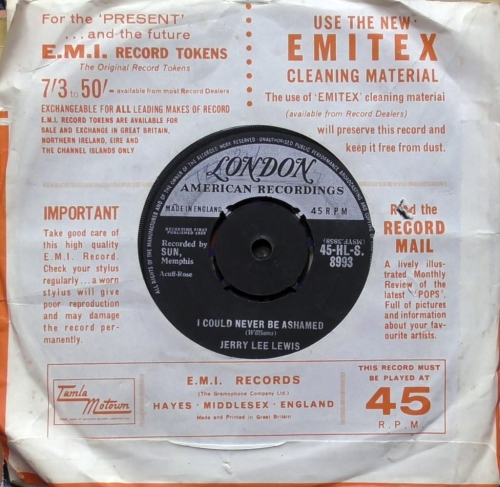 For the 'PRESENT'
... and the future
E.M.I. RECORD TOKENS
The Original Record Tokens
7/3 to 50/- available from most Record Dealers
EXCHANGEABLE FOR ALL LEADING MAKES OF RECORD
E.M.I. RECORD TOKENS ARE AVAILABLE FOR
SALE AND EXCHANGE IN GREAT BRITAIN,
NORTHERN IRELAND, EIRE AND
THE CHANNEL ISLANDS ONLY
USE THE NEW
EMITEX
CLEANING MATERIAL
The use of 'EMITEX' cleaning material
(available from Record Dealers)
will preserve this record and
keep it free from dust.
IMPORTANT
Take good care of
this high quality
E.M.I. Record.
Check your stylus
regularly... a worn
stylus will give
poor reproduction
and may damage
the record per-
manently.
LONDON
AMERICAN RECORDINGS
MADE IN ENGLAND
45 R.P.M.
RECORDING FIRST
PUBLISHED 1959
Recorded by
SUN,
Memphis
Acuff-Rose
45-HL-S.
8993
I COULD NEVER BE ASHAMED
(Williams)
JERRY LEE LEWIS
Read the
RECORD
MAIL
A lively illus-
trated Monthly
Review of the
latest 'POPS'.
Full of pictures
and information
about your fav-
ourite artists.
Tamla
Motown
E.M.I. RECORDS
(The Gramophone Company Ltd.)
HAYES · MIDDLESEX · ENGLAND
Made and Printed in Great Britain
THIS RECORD MUST
BE PLAYED AT
45
R.P.M.